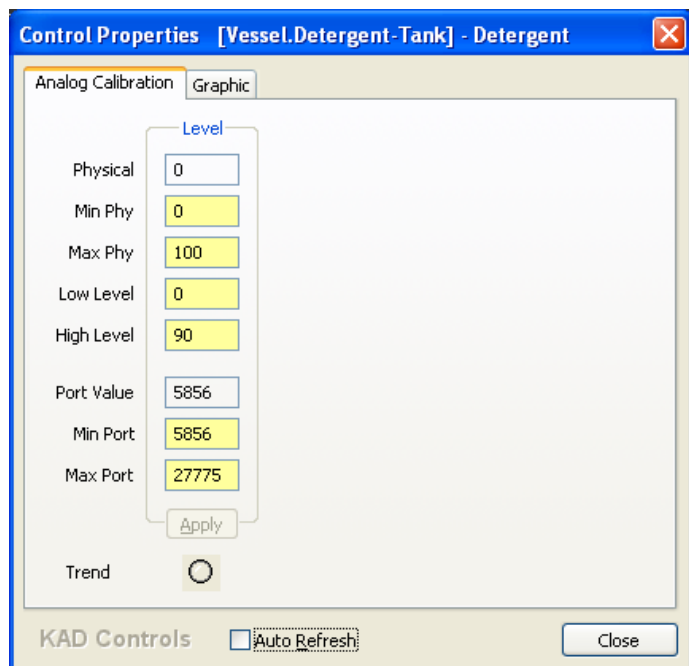 Control Properties [Vessel.Detergent-Tank] - Detergent
Analog Calibration Graphic
Level
Physical 0
Min Phy 0
Max Phy 100
Low Level 0
High Level 90
Port Value 5856
Min Port 5856
Max Port 27775
Apply
Trend
KAD Controls Auto Refresh Close